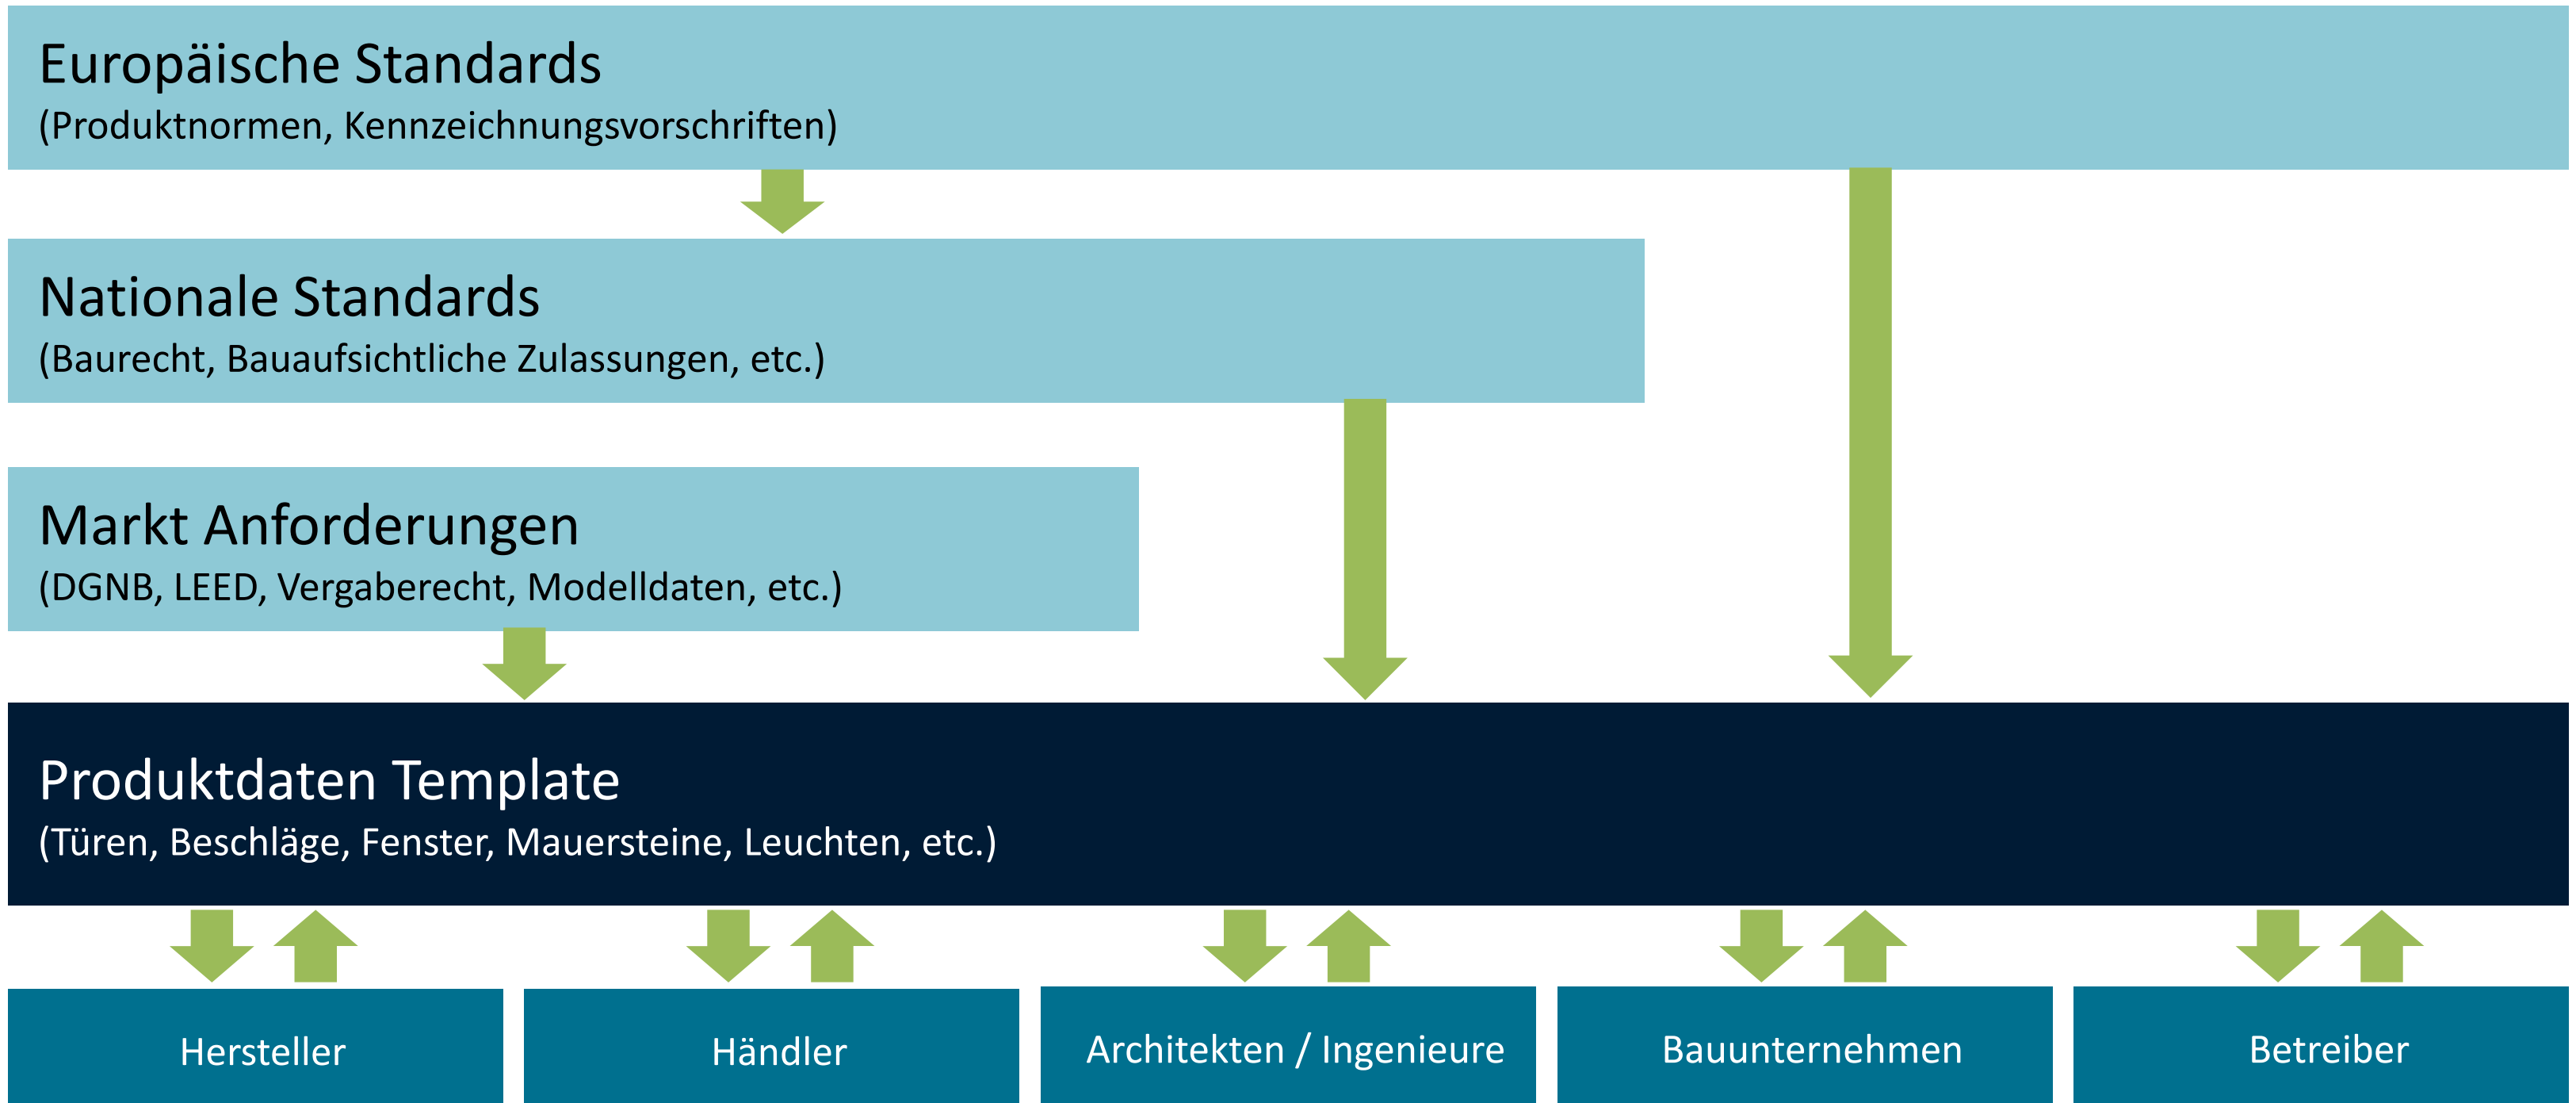 Europäische Standards
(Produktnormen, Kennzeichnungsvorschriften)
Nationale Standards
(Baurecht, Bauaufsichtliche Zulassungen, etc.)
Markt Anforderungen
(DGNB, LEED, Vergaberecht, Modelldaten, etc.)
Produktdaten Template
(Türen, Beschläge, Fenster, Mauersteine, Leuchten, etc.)
Hersteller
Händler
Architekten / Ingenieure
Bauunternehmen
Betreiber